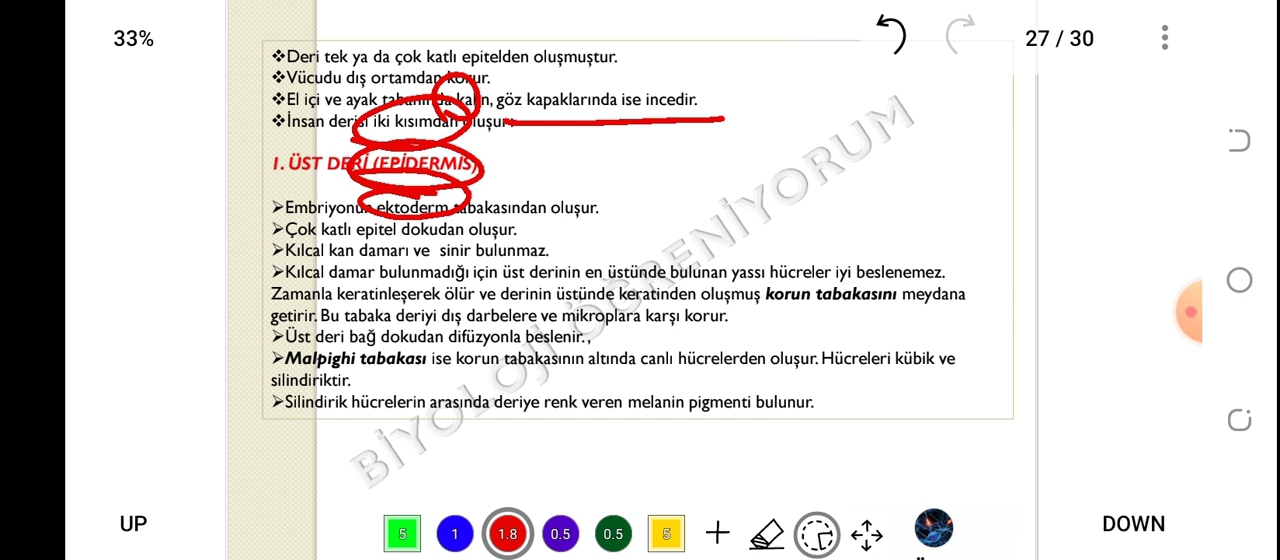 33%
27 / 30
❖Deri tek ya da çok katlı epitelden oluşmuştur.
❖Vücudu dış ortamdan korur.
❖El içi ve ayak tabanında kalın, göz kapaklarında ise incedir.
❖İnsan derisi iki kısımdan oluşur:
1. ÜST DERİ (EPİDERMİS)
➢Embriyonun ektoderm tabakasından oluşur.
➢Çok katlı epitel dokudan oluşur.
➢Kılcal kan damarı ve sinir bulunmaz.
➢Kılcal damar bulunmadığı için üst derinin en üstünde bulunan yassı hücreler iyi beslenemez.
Zamanla keratinleşerek ölür ve derinin üstünde keratinden oluşmuş korun tabakasını meydana
getirir. Bu tabaka deriyi dış darbelere ve mikroplara karşı korur.
➢Üst deri bağ dokudan difüzyonla beslenir.,
➢Malpighi tabakası ise korun tabakasının altında canlı hücrelerden oluşur. Hücreleri kübik ve
silindiriktir.
➢Silindirik hücrelerin arasında deriye renk veren melanin pigmenti bulunur.
BİYOLOJİ ÖĞRENİYORUM
UP
5
1
1.8
0.5
0.5
5
DOWN